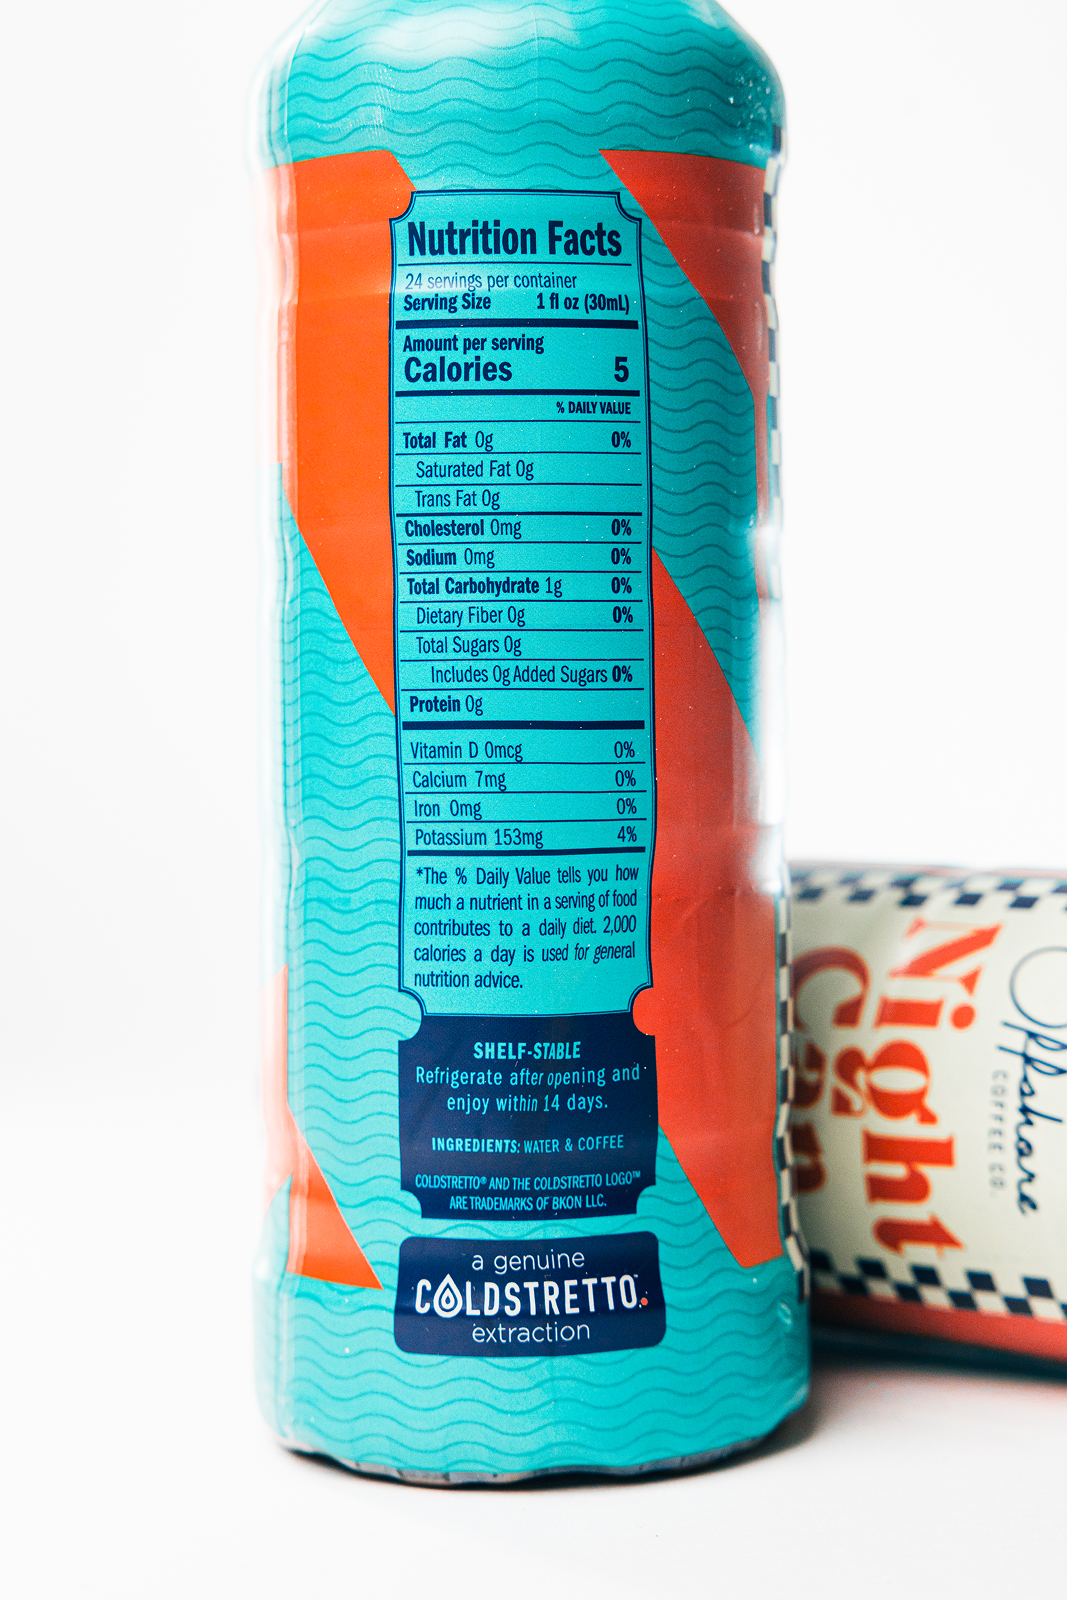 Nutrition Facts
24 servings per container
Serving Size 1 fl oz (30mL)
Amount per serving
Calories 5
% DAILY VALUE
Total Fat 0g 0%
Saturated Fat 0g
Trans Fat 0g
Cholesterol 0mg 0%
Sodium 0mg 0%
Total Carbohydrate 1g 0%
Dietary Fiber 0g 0%
Total Sugars 0g
Includes 0g Added Sugars 0%
Protein 0g
Vitamin D 0mcg 0%
Calcium 7mg 0%
Iron 0mg 0%
Potassium 153mg 4%
*The % Daily Value tells you how
much a nutrient in a serving of food
contributes to a daily diet. 2,000
calories a day is used for general
nutrition advice.
SHELF-STABLE
Refrigerate after opening and
enjoy within 14 days.
INGREDIENTS: WATER & COFFEE
COLDSTRETTO® AND THE COLDSTRETTO LOGO™
ARE TRADEMARKS OF BKON LLC.
a genuine
COLDSTRETTO.
extraction
Offshore
COFFEE CO.
Night
Cap